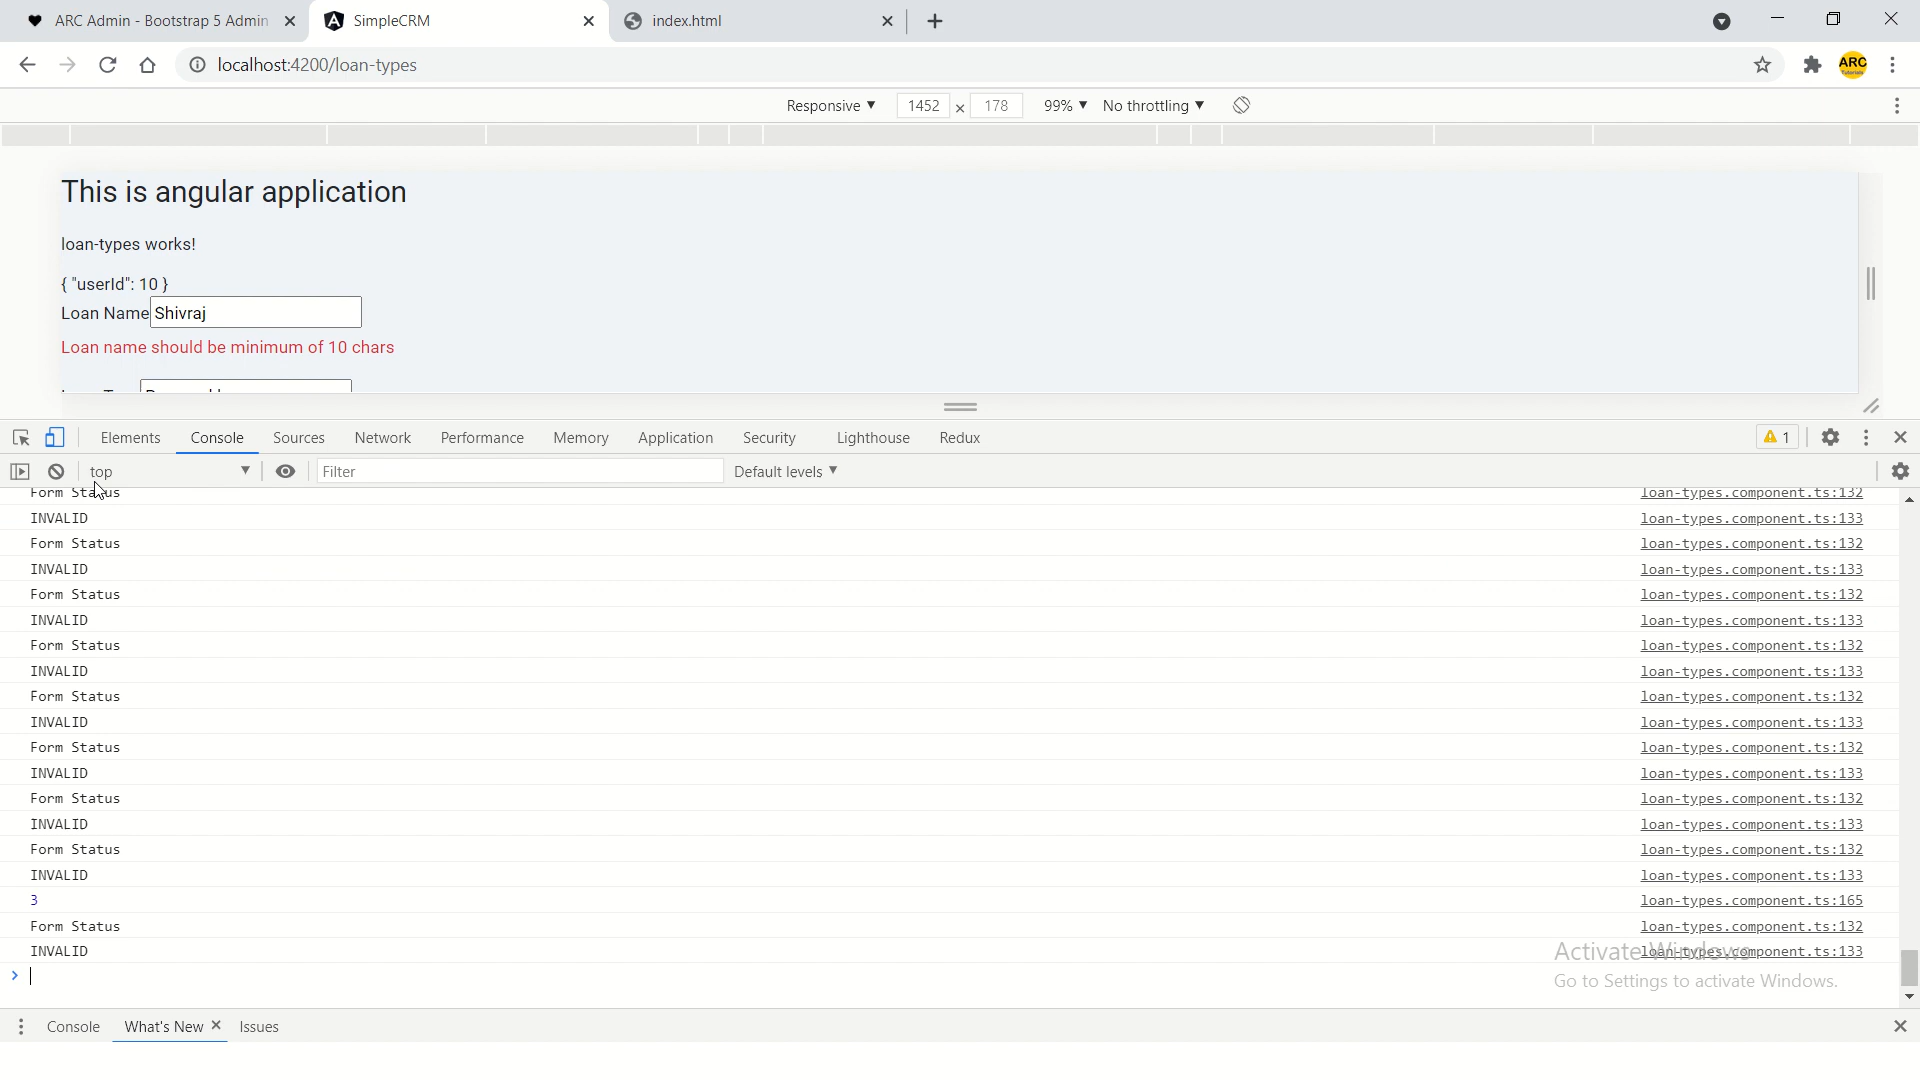 ARC Admin - Bootstrap 5 Admin
SimpleCRM
index.html
localhost:4200/loan-types
ARC
Tutorials
Responsive
1452
x
178
99%
No throttling
This is angular application
loan-types works!
{ "userId": 10 }
Loan Name
Shivraj
Loan name should be minimum of 10 chars
Elements
Console
Sources
Network
Performance
Memory
Application
Security
Lighthouse
Redux
1
top
Filter
Default levels
Form Status loan-types.component.ts:132
INVALID loan-types.component.ts:133
Form Status loan-types.component.ts:132
INVALID loan-types.component.ts:133
Form Status loan-types.component.ts:132
INVALID loan-types.component.ts:133
Form Status loan-types.component.ts:132
INVALID loan-types.component.ts:133
Form Status loan-types.component.ts:132
INVALID loan-types.component.ts:133
Form Status loan-types.component.ts:132
INVALID loan-types.component.ts:133
Form Status loan-types.component.ts:132
INVALID loan-types.component.ts:133
Form Status loan-types.component.ts:132
INVALID loan-types.component.ts:133
3 loan-types.component.ts:165
Form Status loan-types.component.ts:132
INVALID loan-types.component.ts:133
Activate Windows
Go to Settings to activate Windows.
Console
What's New
Issues